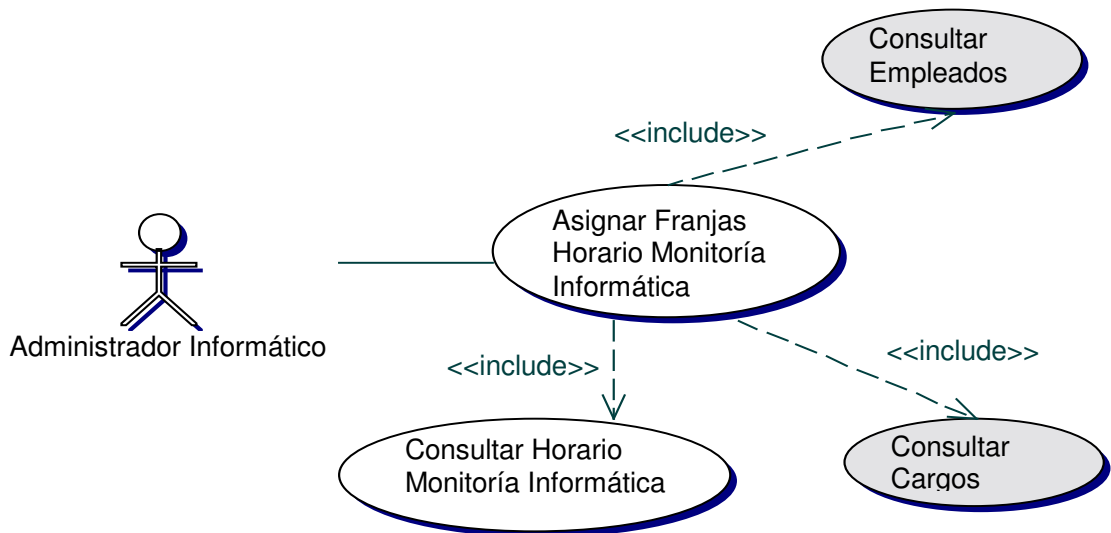 Consultar
Empleados
<<include>>
Asignar Franjas
Horario Monitoría
Informática
Administrador Informático
<<include>>
<<include>>
Consultar Horario
Monitoría Informática
Consultar
Cargos